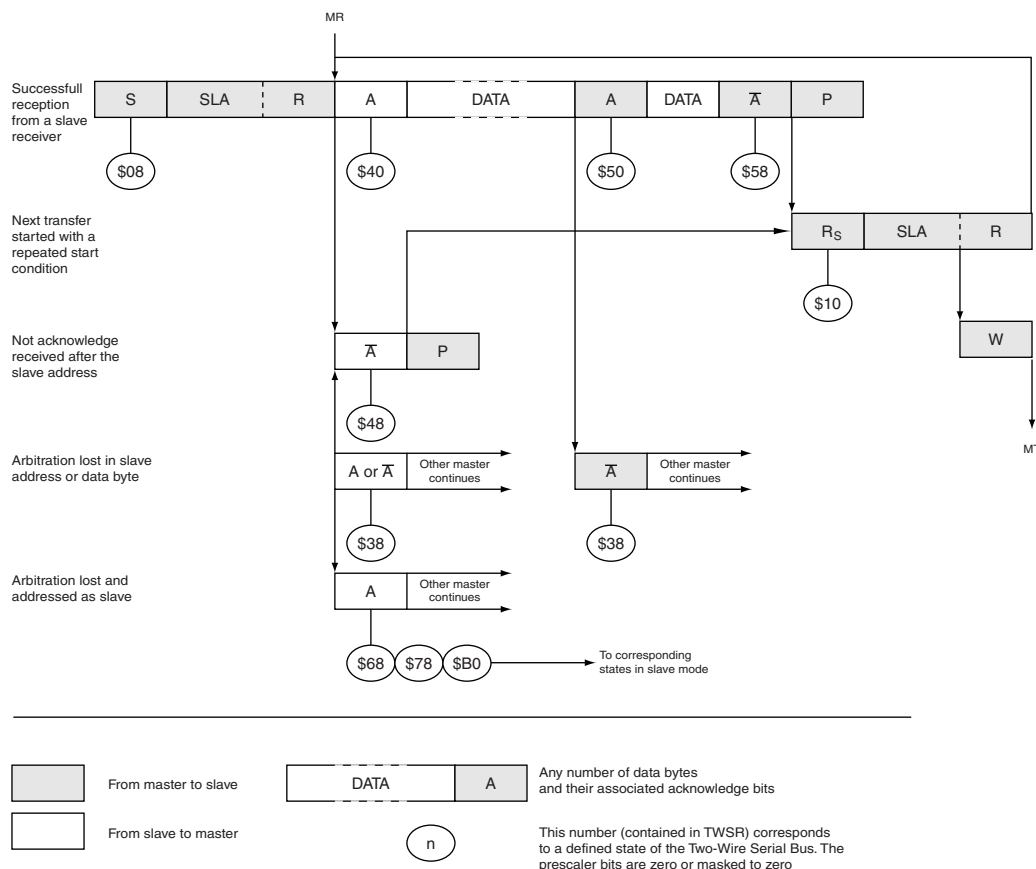 MR
Successfull
reception
from a slave
receiver
S SLA R A DATA A DATA A̅ P
$08 $40 $50 $58
Next transfer
started with a
repeated start
condition
RS SLA R
$10
Not acknowledge
received after the
slave address
A̅ P
W
$48
MT
Arbitration lost in slave
address or data byte
A or A̅ Other master
continues
A̅ Other master
continues
$38 $38
Arbitration lost and
addressed as slave
A Other master
continues
$68 $78 $B0 To corresponding
states in slave mode
From master to slave
DATA A
Any number of data bytes
and their associated acknowledge bits
From slave to master
n
This number (contained in TWSR) corresponds
to a defined state of the Two-Wire Serial Bus. The
prescaler bits are zero or masked to zero